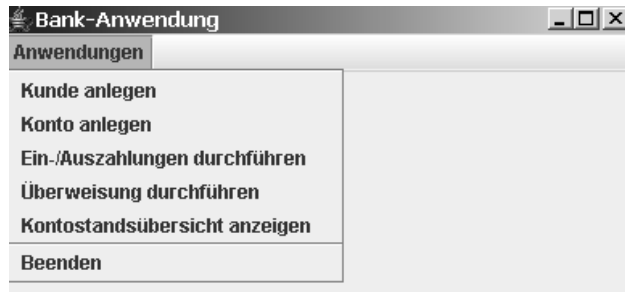 Bank-Anwendung
Anwendungen
Kunde anlegen
Konto anlegen
Ein-/Auszahlungen durchführen
Überweisung durchführen
Kontostandsübersicht anzeigen
Beenden